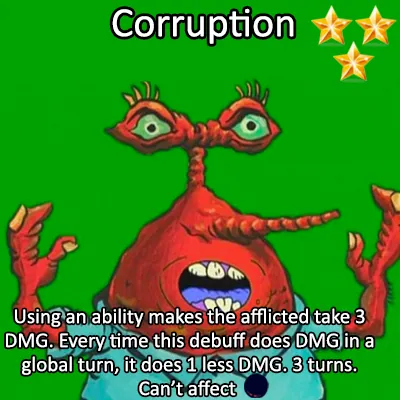 Corruption
Using an ability makes the afflicted take 3
DMG. Every time this debuff does DMG in a
global turn, it does 1 less DMG. 3 turns.
Can't affect